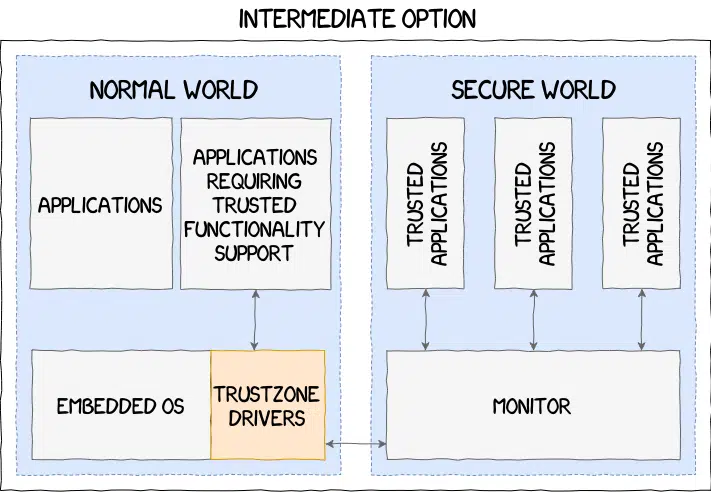 INTERMEDIATE OPTION
NORMAL WORLD
APPLICATIONS
APPLICATIONS
REQUIRING
TRUSTED
FUNCTIONALITY
SUPPORT
EMBEDDED OS
TRUSTZONE
DRIVERS
SECURE WORLD
TRUSTED
APPLICATIONS
TRUSTED
APPLICATIONS
TRUSTED
APPLICATIONS
MONITOR